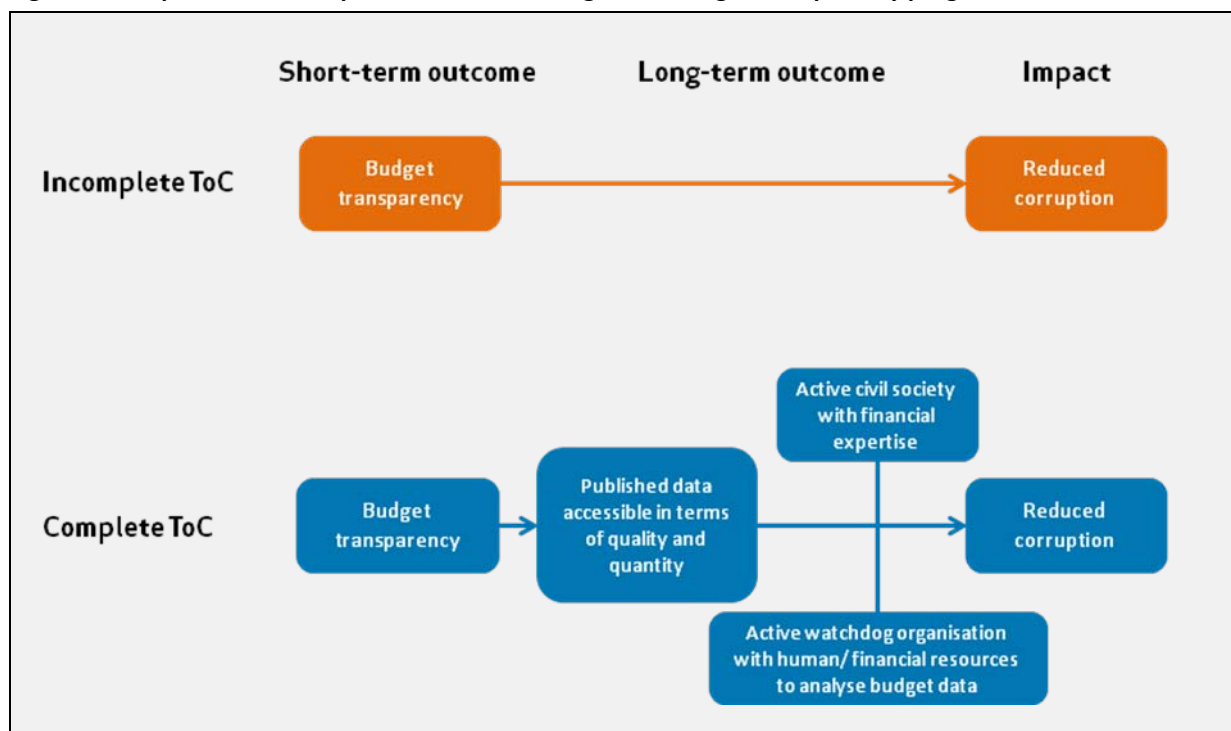 Short-term outcome
Long-term outcome
Impact
Incomplete ToC
Budget
transparency
Reduced
corruption
Complete ToC
Budget
transparency
Published data
accessible in terms
of quality and
quantity
Active civil society
with financial
expertise
Active watchdog organisation
with human/financial resources
to analyse budget data
Reduced
corruption